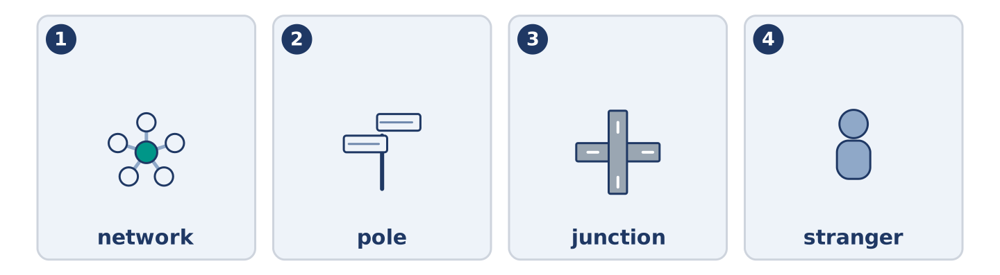 1
network
2
pole
3
junction
4
stranger